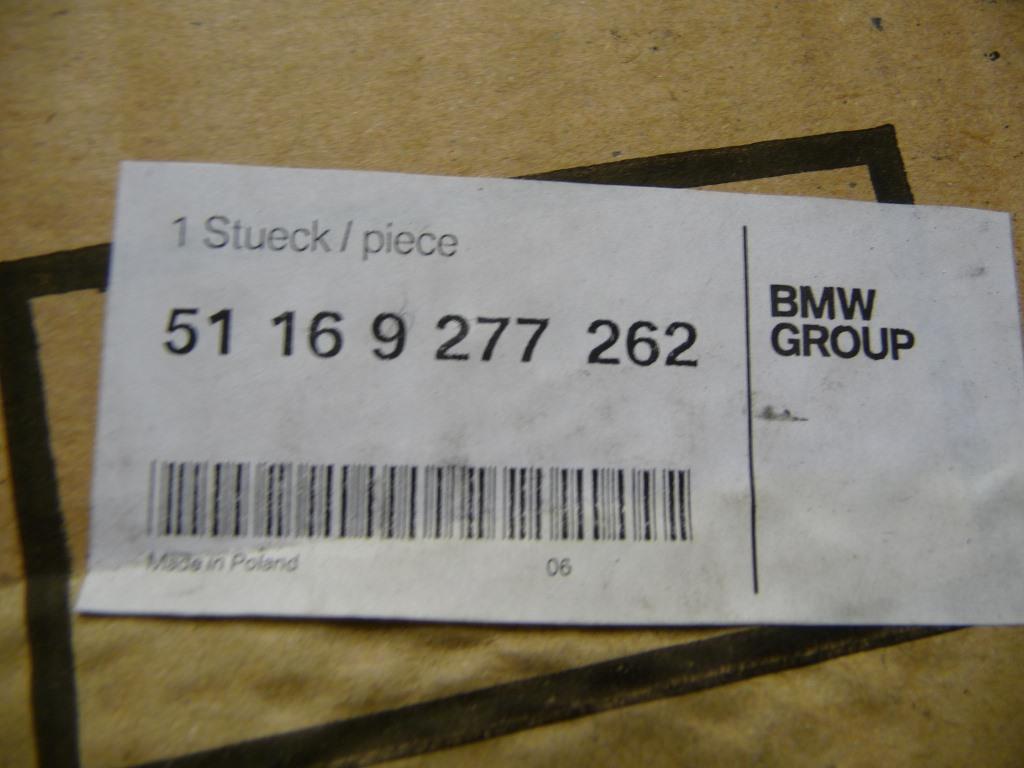 1 Stueck / piece
51 16 9 277 262
BMW
GROUP
Made in Poland
06